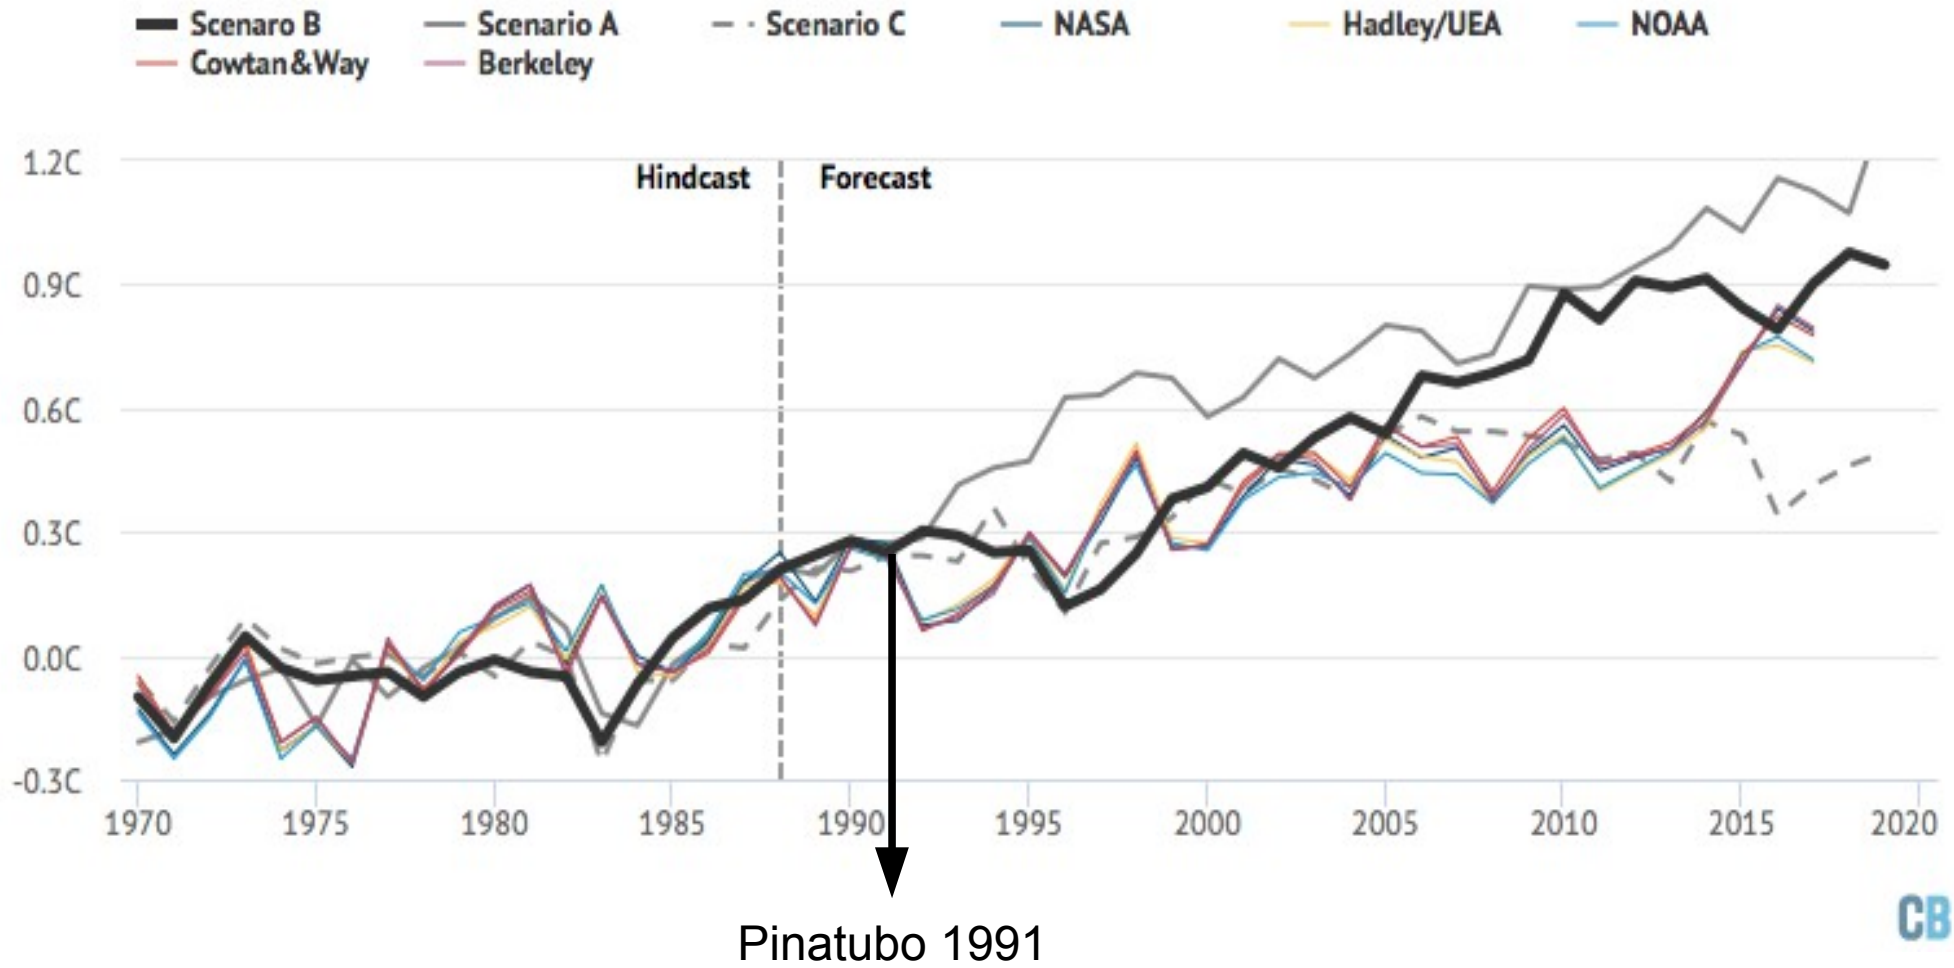 Scenaro B Scenario A Scenario C NASA Hadley/UEA NOAA
Cowtan&Way Berkeley
1.2C
Hindcast Forecast
0.9C
0.6C
0.3C
0.0C
-0.3C
1970 1975 1980 1985 1990 1995 2000 2005 2010 2015 2020
CB
Pinatubo 1991